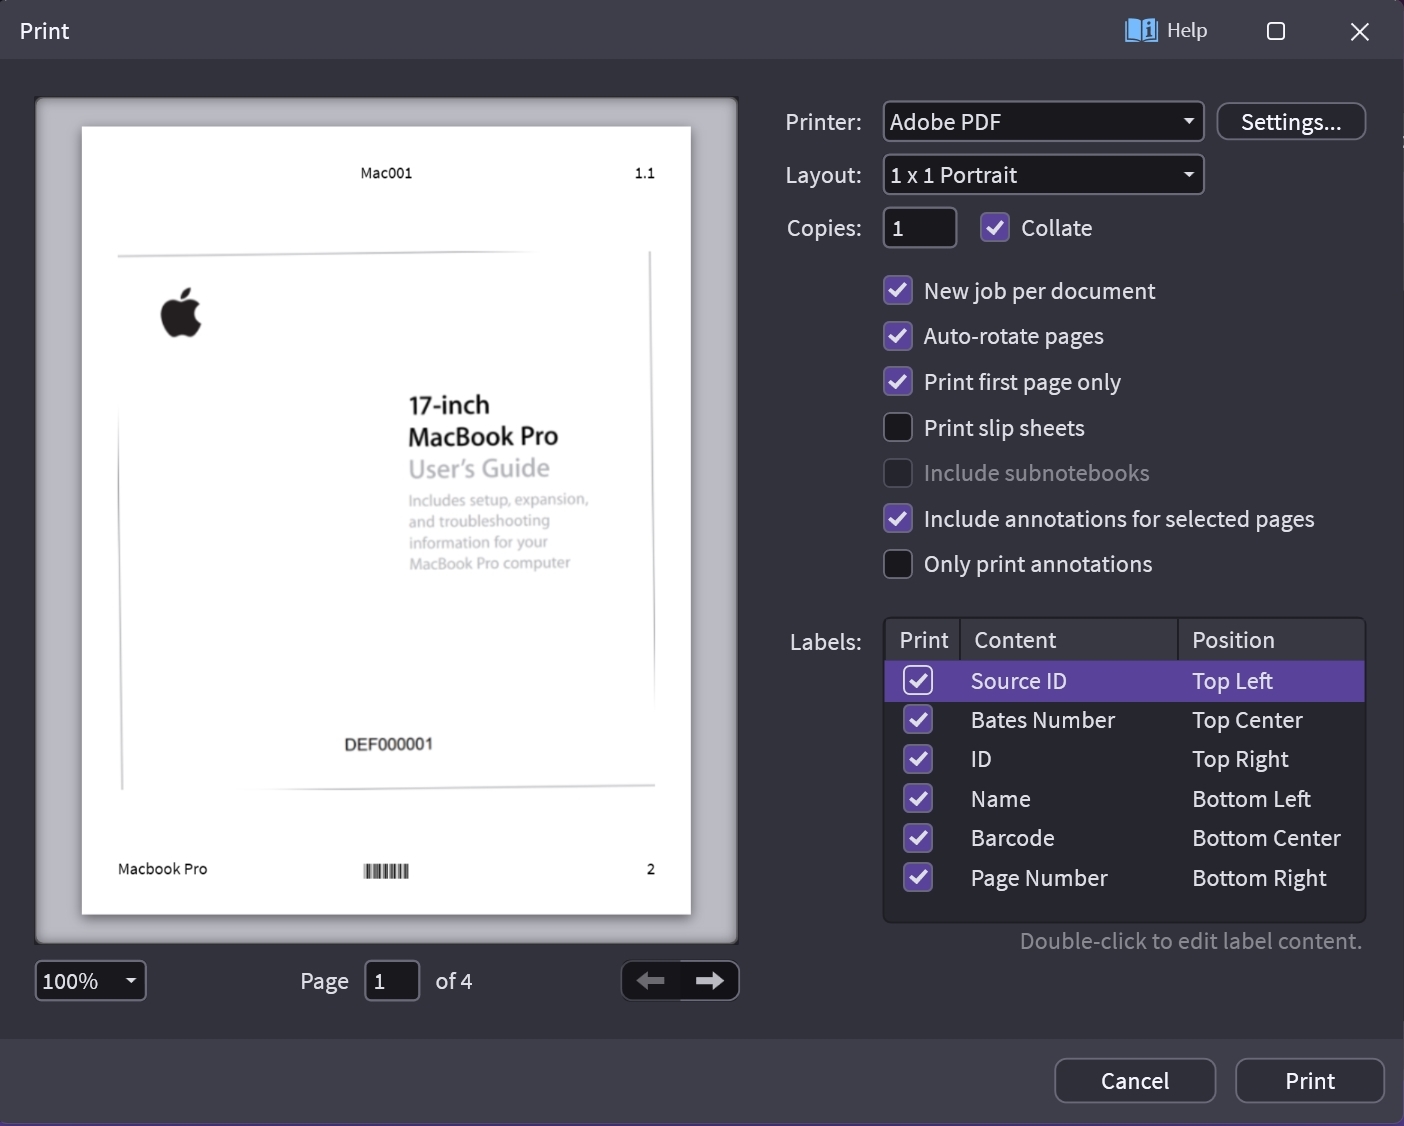 Print
Help
Mac001
1.1
17-inch
MacBook Pro
User's Guide
Includes setup, expansion,
and troubleshooting
information for your
MacBook Pro computer
DEF000001
Macbook Pro
2
100%
Page 1 of 4
Printer: Adobe PDF Settings...
Layout: 1 x 1 Portrait
Copies: 1 Collate
New job per document
Auto-rotate pages
Print first page only
Print slip sheets
Include subnotebooks
Include annotations for selected pages
Only print annotations
Labels:
Print Content Position
Source ID Top Left
Bates Number Top Center
ID Top Right
Name Bottom Left
Barcode Bottom Center
Page Number Bottom Right
Double-click to edit label content.
Cancel Print